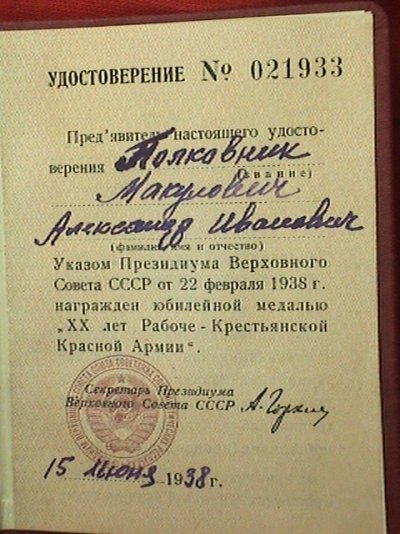 УДОСТОВЕРЕНИЕ № 021933
Пред'явитель настоящего удосто-
верения Полковник
(звание)
Макулович
Александр Иванович
(фамилия, имя и отчество)
Указом Президиума Верховного
Совета СССР от 22 февраля 1938 г.
награжден юбилейной медалью
„XX лет Рабоче-Крестьянской
Красной Армии“.
Секретарь Президиума
Верховного Совета СССР А. Горкин
15 июня 1938 г.